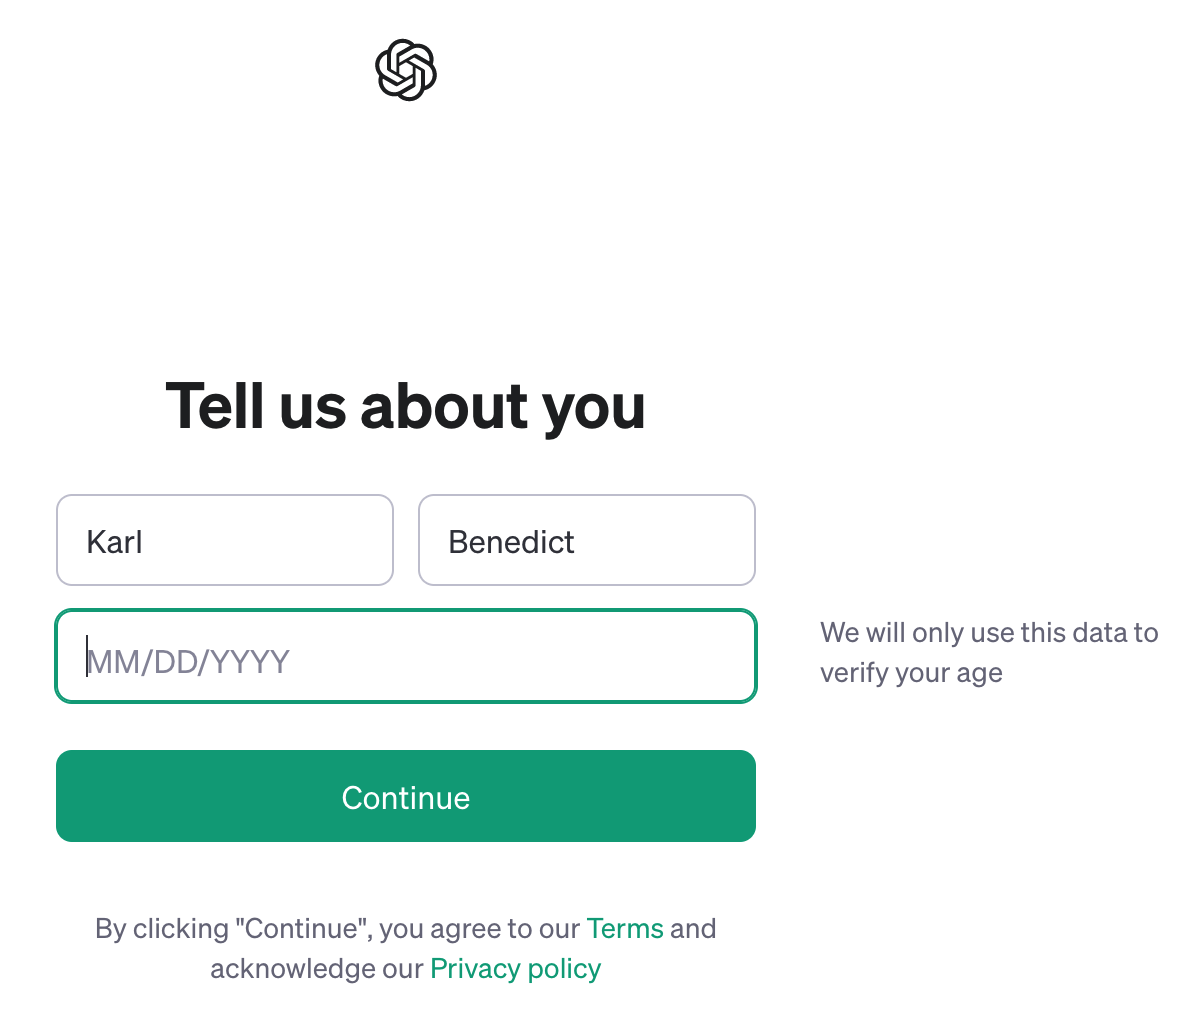 Tell us about you
Karl
Benedict
MM/DD/YYYY
We will only use this data to
verify your age
Continue
By clicking "Continue", you agree to our Terms and
acknowledge our Privacy policy